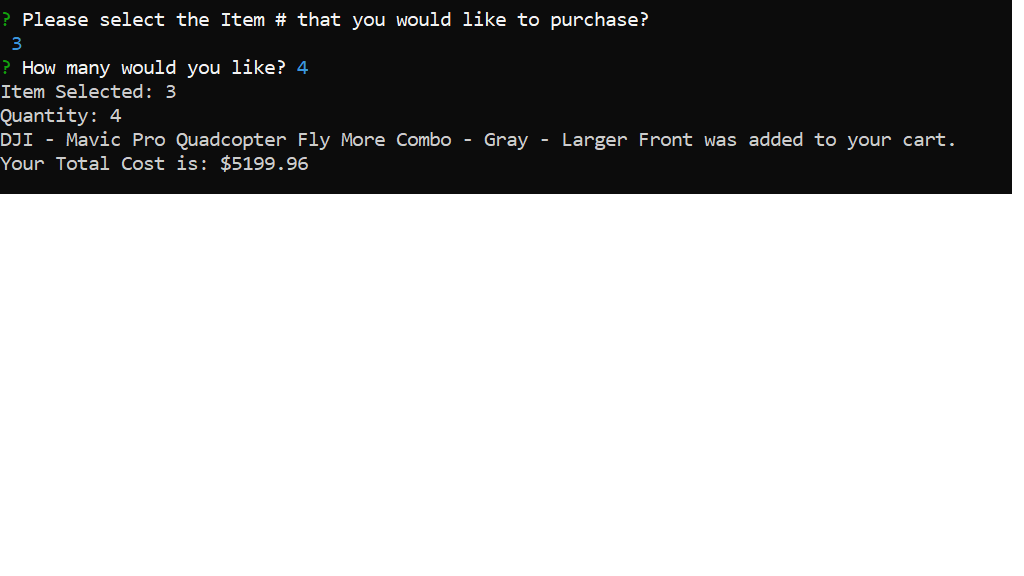 ? Please select the Item # that you would like to purchase?
3
? How many would you like? 4
Item Selected: 3
Quantity: 4
DJI - Mavic Pro Quadcopter Fly More Combo - Gray - Larger Front was added to your cart.
Your Total Cost is: $5199.96